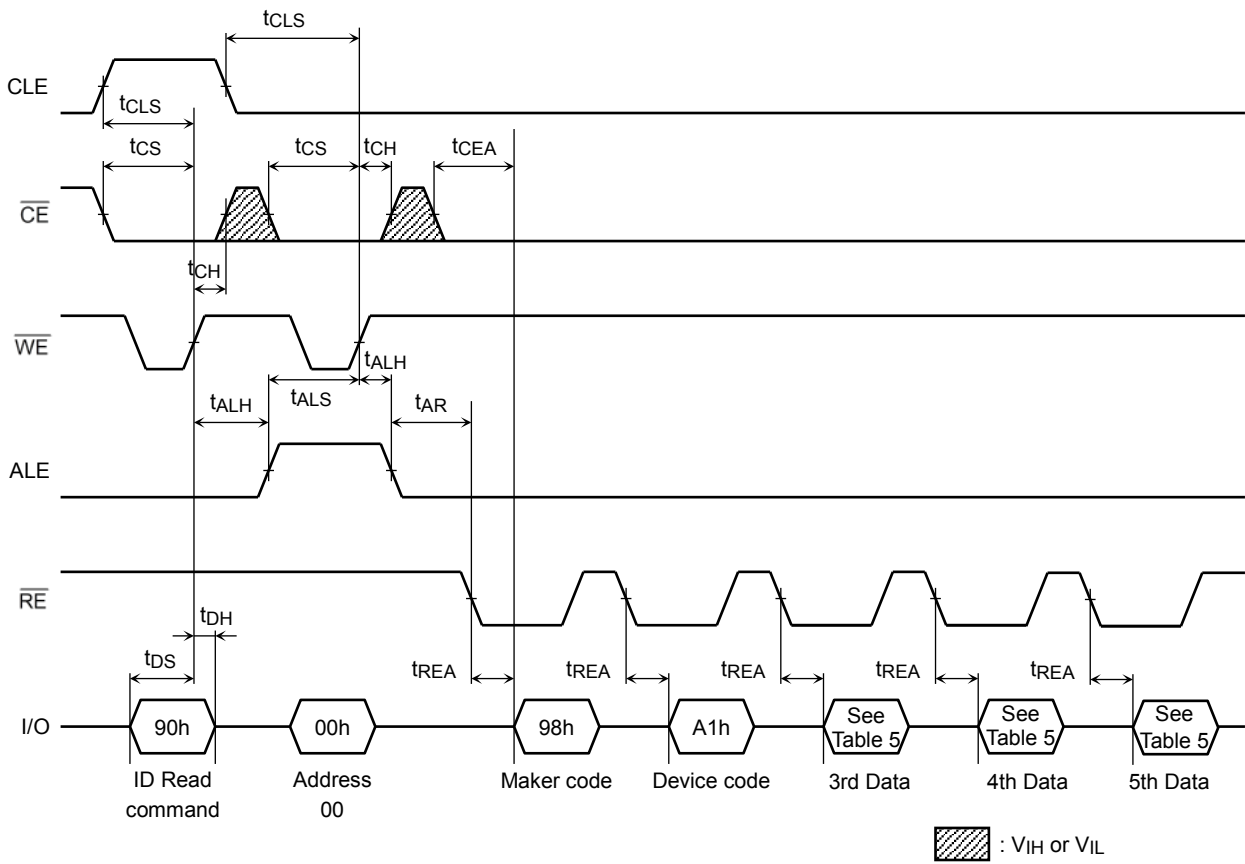 tCLS
CLE
tCLS
tCS tCS tCH tCEA
CE
tCH
WE
tALH
tALH tALS tAR
ALE
RE
tDH
tDS tREA tREA tREA tREA tREA
I/O 90h 00h 98h A1h See Table 5 See Table 5 See Table 5
ID Read command Address 00 Maker code Device code 3rd Data 4th Data 5th Data
: VIH or VIL